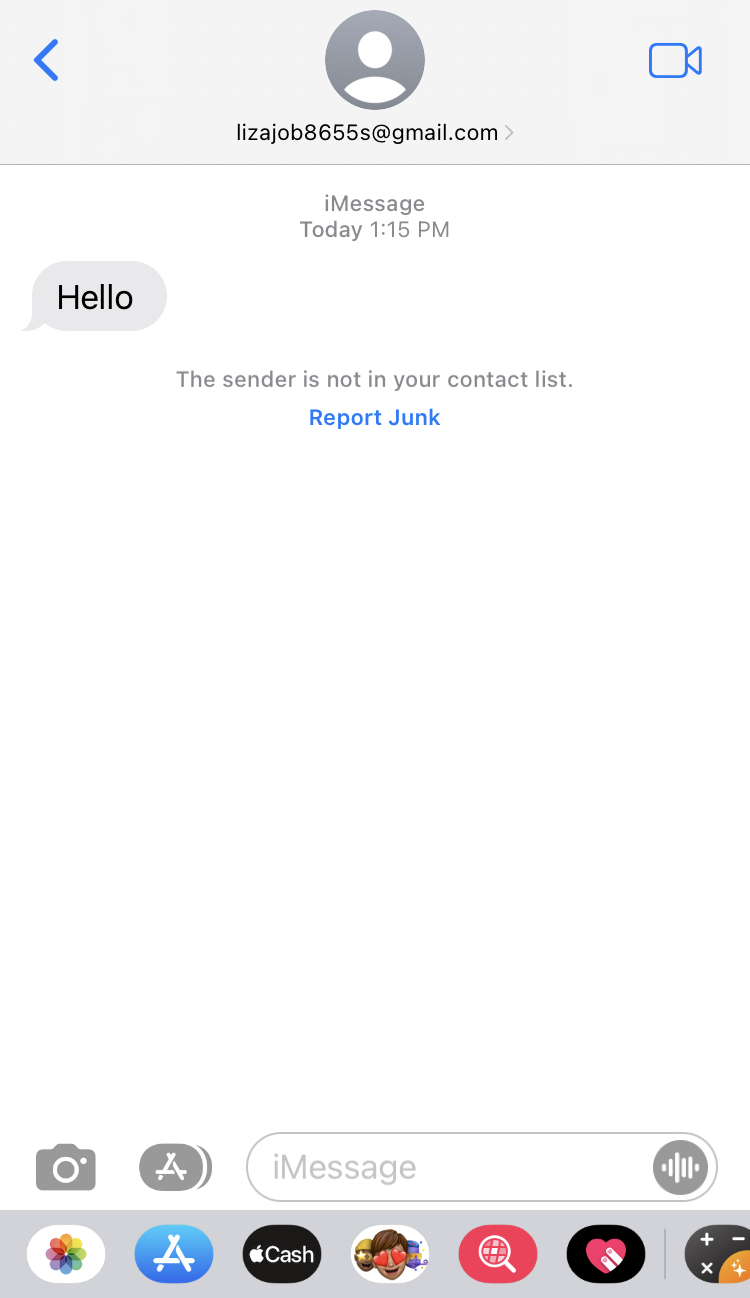 lizajob8655s@gmail.com
iMessage
Today 1:15 PM
Hello
The sender is not in your contact list.
Report Junk
iMessage
Cash